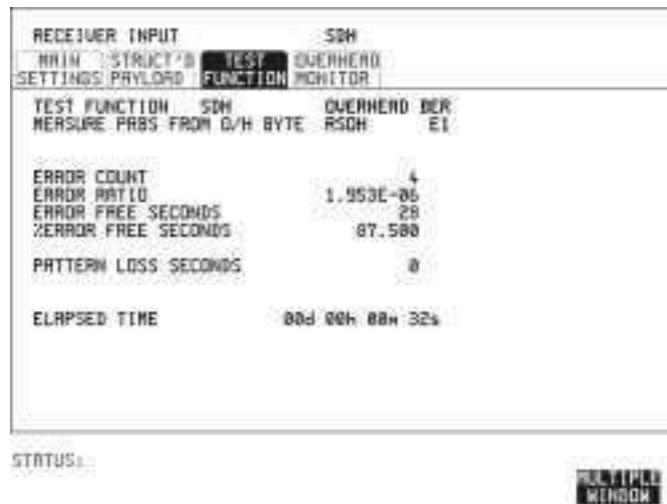 RECEIVER INPUT SDH
MAIN SETTINGS STRUCT'D PAYLOAD TEST FUNCTION OVERHEAD MONITOR
TEST FUNCTION SDH OVERHEAD BER
MEASURE PRBS FROM O/H BYTE RSOH E1
ERROR COUNT 4
ERROR RATIO 1.953E-06
ERROR FREE SECONDS 28
%ERROR FREE SECONDS 87.500
PATTERN LOSS SECONDS 0
ELAPSED TIME 00d 00h 00m 32s
STATUS:
MULTIPLE
WINDOW